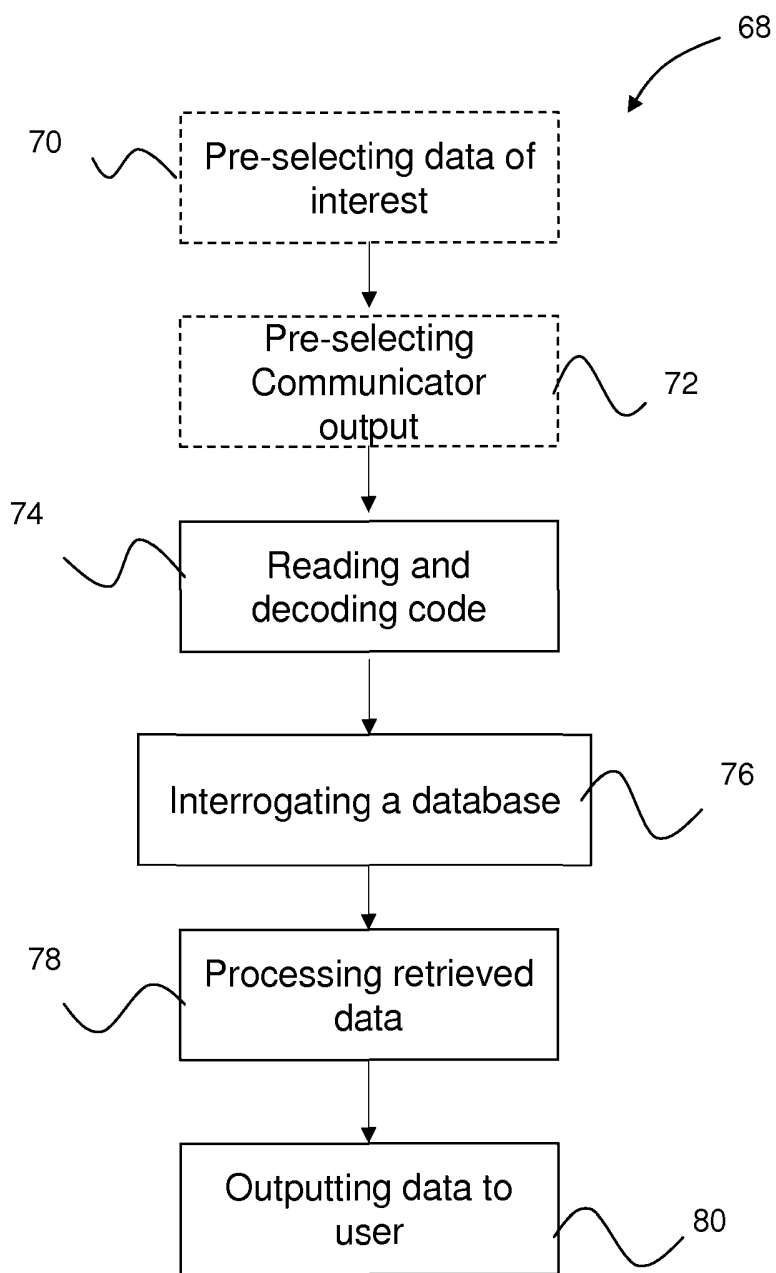 68
70
Pre-selecting data of
interest
Pre-selecting
Communicator
output
72
74
Reading and
decoding code
76
Interrogating a database
78
Processing retrieved
data
Outputting data to
user
80